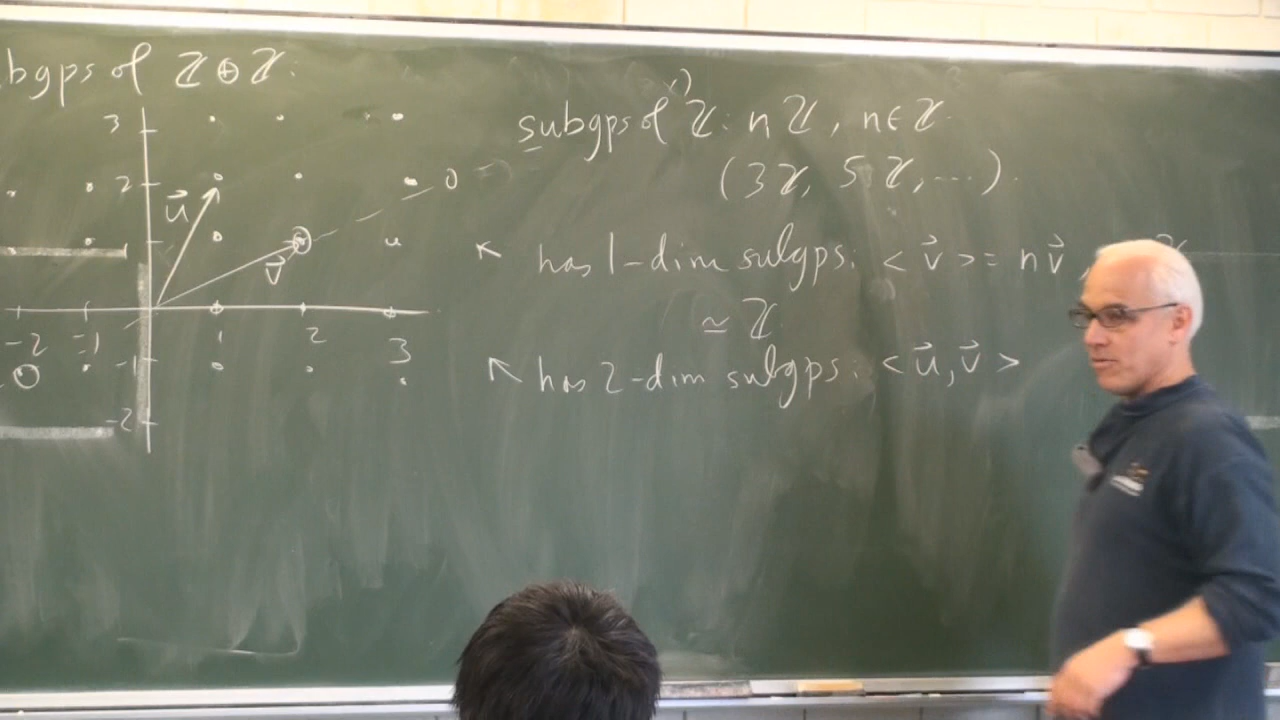 bgps of ℤ⊕ℤ:
3
2
1
-2 -1 1 2 3
-1
-2
u⃗
v⃗
subgps of ℤ: nℤ, n∈ℤ.
(3ℤ, 5ℤ, ...).
↖ has 1-dim subgps: <v⃗> = nv⃗,
≃ ℤ
↖ has 2-dim subgps: <u⃗, v⃗>